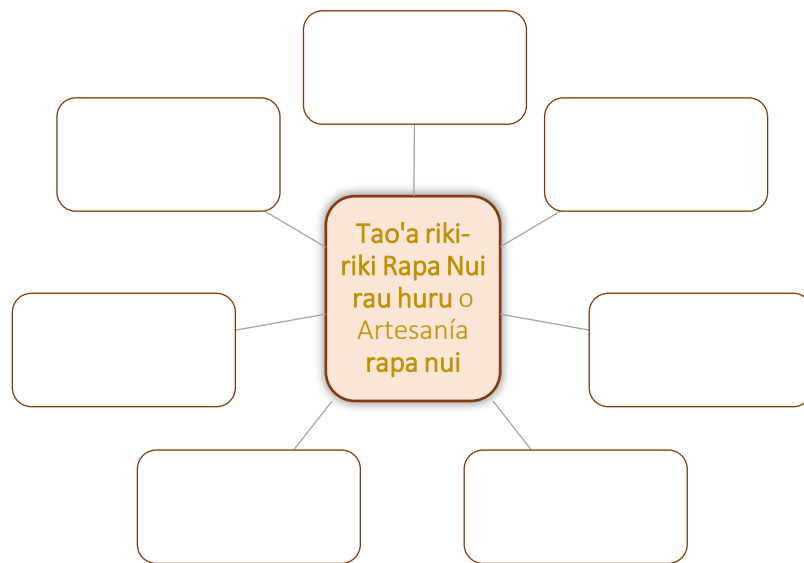 Tao'a riki-
riki Rapa Nui
rau huru o
Artesanía
rapa nui